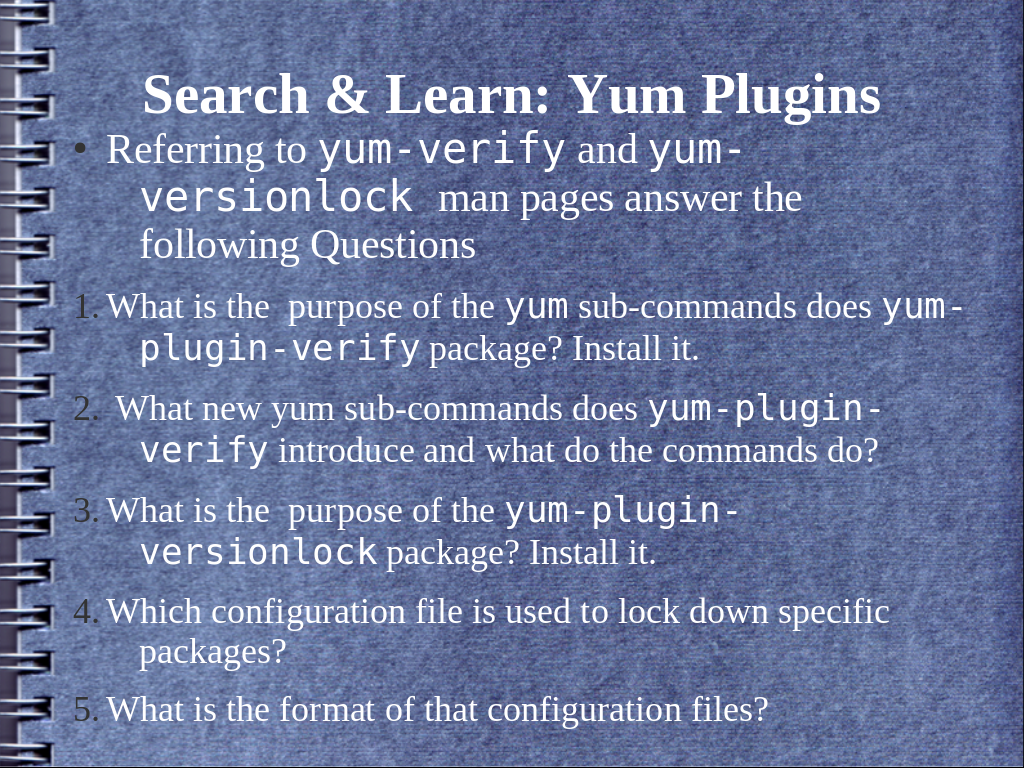 Search & Learn: Yum Plugins
• Referring to yum-verify and yum-
versionlock man pages answer the
following Questions
1. What is the purpose of the yum sub-commands does yum-
plugin-verify package? Install it.
2. What new yum sub-commands does yum-plugin-
verify introduce and what do the commands do?
3. What is the purpose of the yum-plugin-
versionlock package? Install it.
4. Which configuration file is used to lock down specific
packages?
5. What is the format of that configuration files?